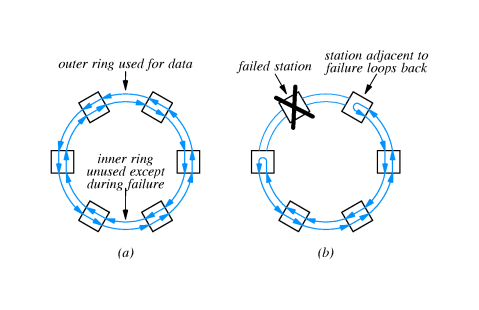 outer ring used for data
failed station
station adjacent to
failure loops back
inner ring
unused except
during failure
(a)
(b)